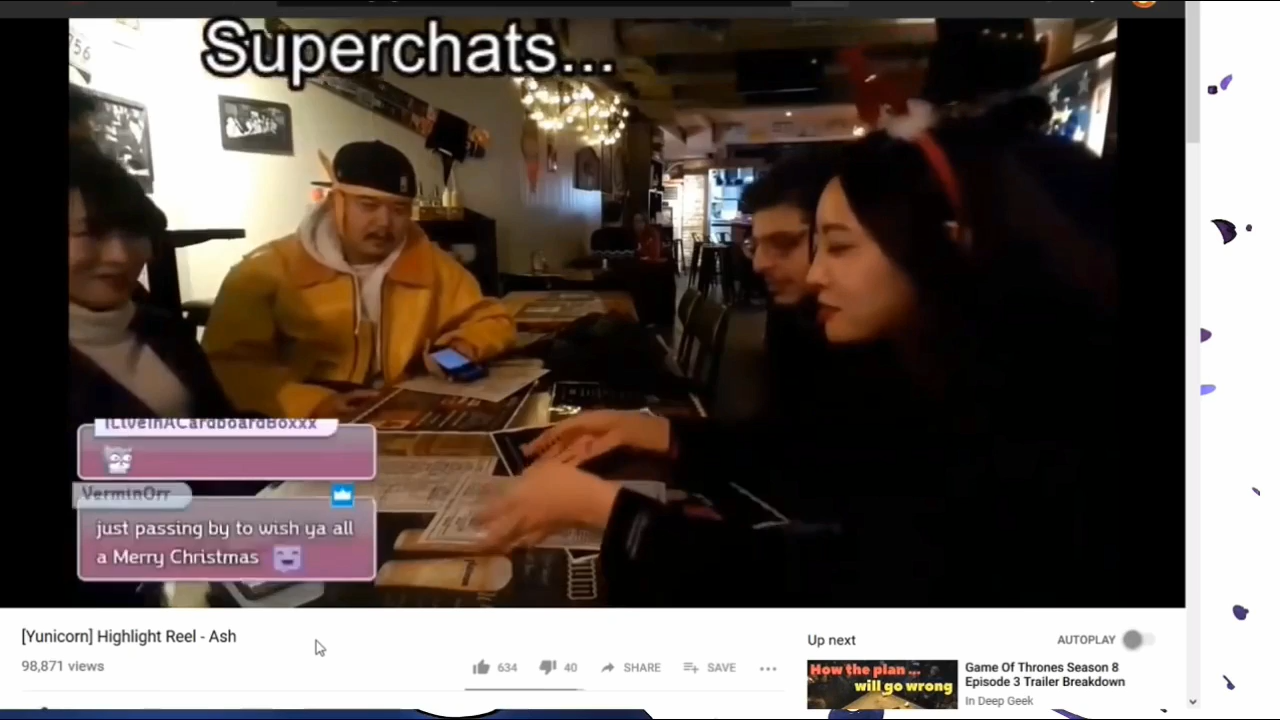 Superchats...
756
ILiveInACardboardBoxxx
VerminOrr
just passing by to wish ya all
a Merry Christmas
[Yunicorn] Highlight Reel - Ash
98,871 views
634
40
SHARE
SAVE
Up next
AUTOPLAY
How the plan ...
will go wrong
Game Of Thrones Season 8
Episode 3 Trailer Breakdown
In Deep Geek